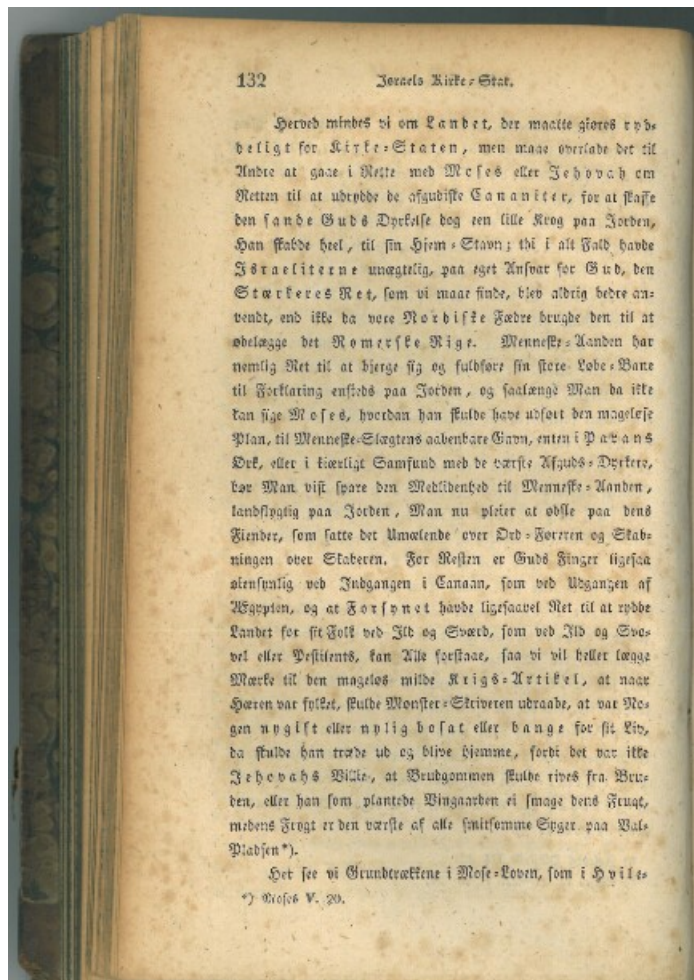 132 Israels Kirke-Stat.
Herved mindes vi om Landet, der maatte giøres ryd-
deligt for Kirke-Staten, men maae overlade det til
Andre at gaae i Rette med Moses eller Jehovah om
Retten til at udrydde de afgudiske Cananiter, for at skaffe
den sande Guds Dyrkelse dog een lille Krog paa Jorden,
Han skabde heel, til sin Hjem-Stavn; thi i alt Fald havde
Israeliterne unægtelig, paa eget Ansvar for Gud, den
Stærkeres Ret, som vi maae finde, blev aldrig bedre an-
vendt, end ikke da vore Nordiske Fædre brugde den til at
ødelægge det Romerske Rige. Menneske-Aanden har
nemlig Ret til at bjerge sig og fuldføre sin store Løbe-Bane
til Forklaring ensteds paa Jorden, og saalænge Man da ikke
kan sige Moses, hvordan han skulde have udført den mageløse
Plan, til Menneske-Slægtens aabenbare Gavn, enten i Parans
Ørk, eller i kiærligt Samfund med de værste Afguds-Dyrkere,
bør Man vist spare den Medlidenhed til Menneske-Aanden,
landflygtig paa Jorden, Man nu pleier at ødsle paa dens
Fiender, som satte det Umælende over Ord-Føreren og Skab-
ningen over Skaberen. For Resten er Guds Finger ligesaa
øiensynlig ved Indgangen i Canaan, som ved Udgangen af
Ægypten, og at Forsynet havde ligesaavel Ret til at rydde
Landet for sit Folk ved Ild og Sværd, som ved Ild og Svo-
vel eller Pestilents, kan Alle forstaae, saa vi vil heller lægge
Mærke til den mageløs milde Krigs-Artikel, at naar
Hæren var fylket, skulde Mønster-Skriveren udraabe, at var No-
gen nygift eller nylig bosat eller bange for sit Liv,
da skulde han træde ud og blive hjemme, fordi det var ikke
Jehovahs Villie, at Brudgommen skulde rives fra Bru-
den, eller han som plantede Vingaarden ei smage dens Frugt,
medens Frygt er den værste af alle smitsomme Syger paa Val-
Pladsen*).
Her see vi Grundtrækkene i Mose-Loven, som i Hvile-
*) Moses V. 20.